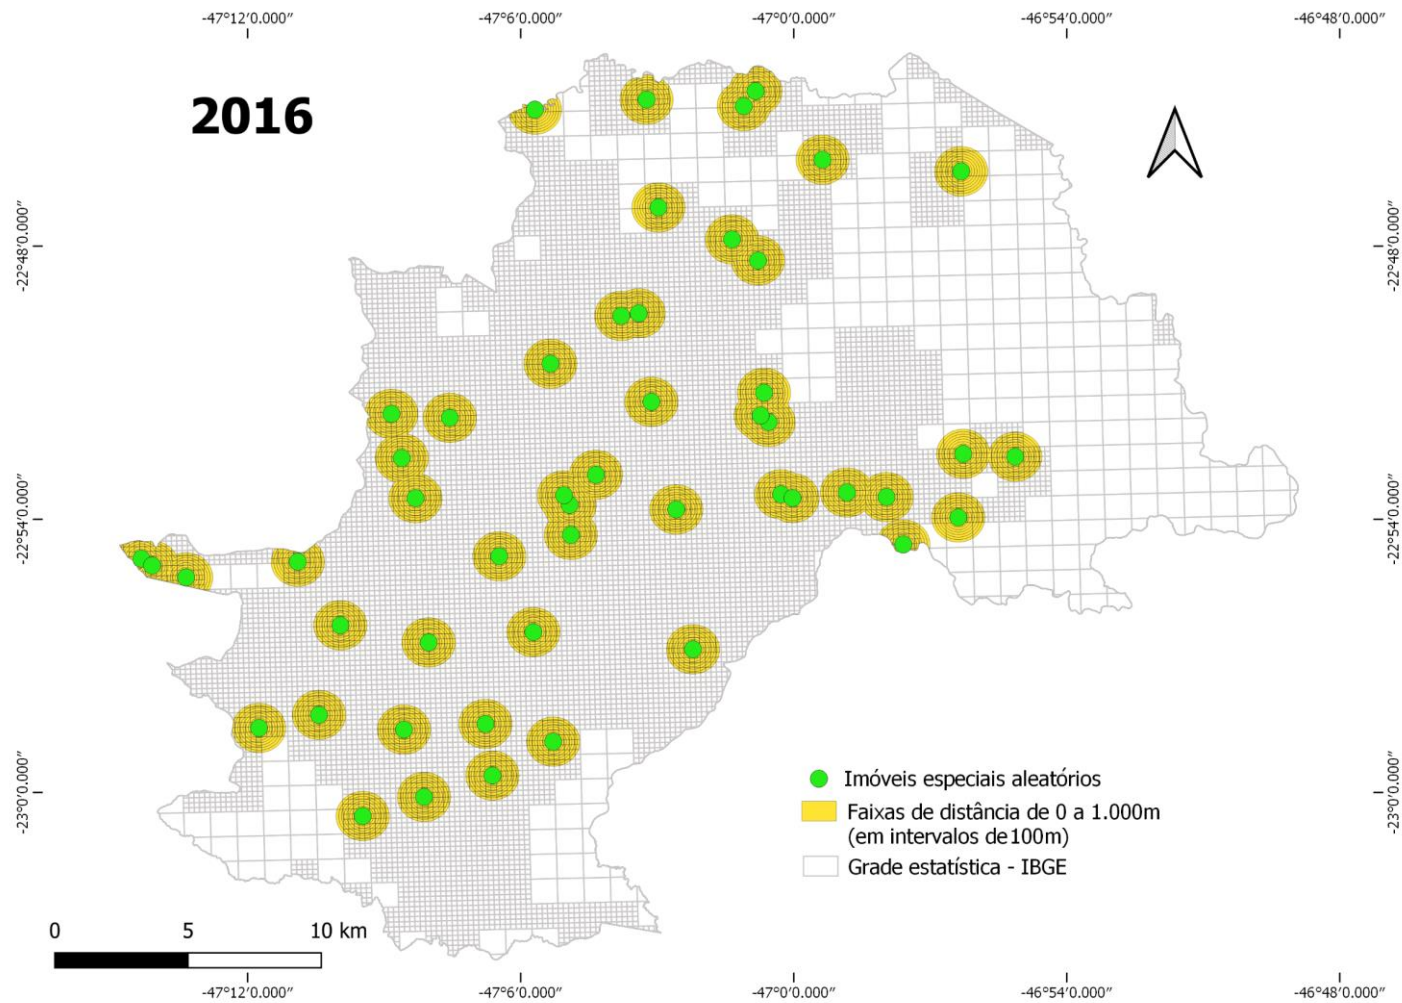 -47°12'0.000″ -47°6'0.000″ -47°0'0.000″ -46°54'0.000″ -46°48'0.000″
2016
-22°48'0.000″ -22°48'0.000″
-22°54'0.000″ -22°54'0.000″
-23°0'0.000″ -23°0'0.000″
Imóveis especiais aleatórios
Faixas de distância de 0 a 1.000m
(em intervalos de100m)
Grade estatística - IBGE
0 5 10 km
-47°12'0.000″ -47°6'0.000″ -47°0'0.000″ -46°54'0.000″ -46°48'0.000″